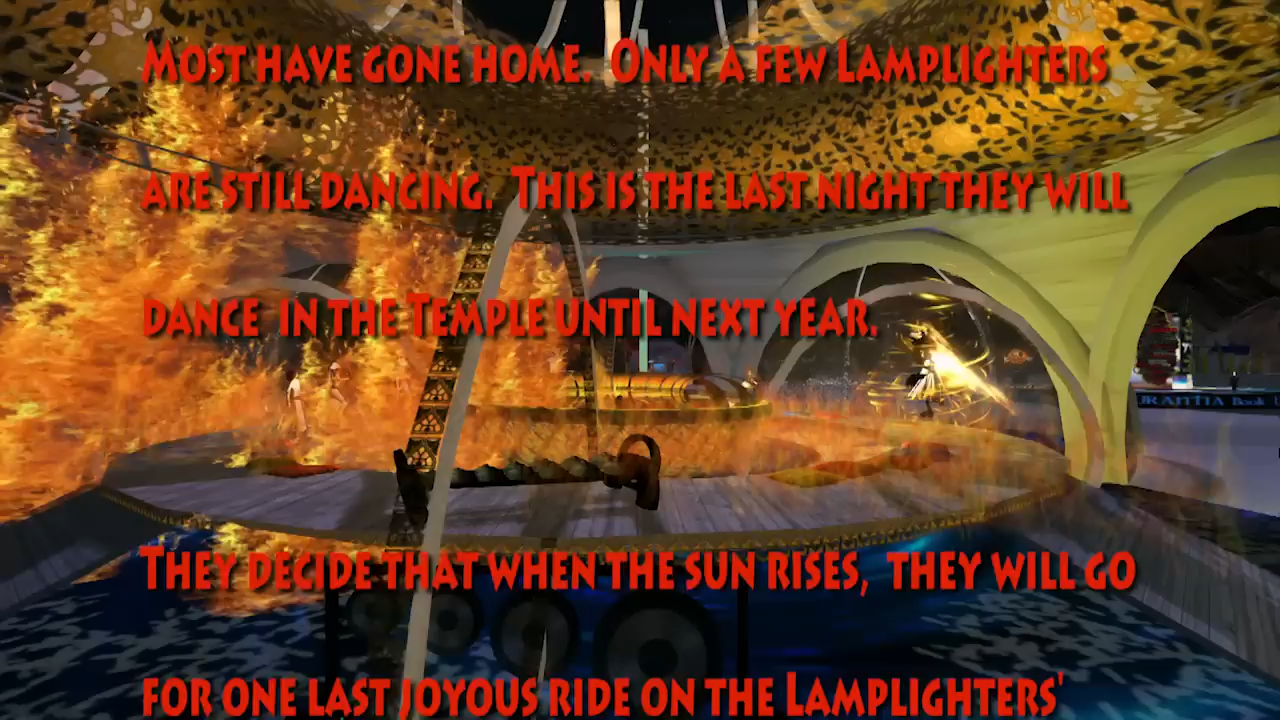 Most have gone home.  Only a few Lamplighters
are still dancing.  This is the last night they will
dance  in the Temple until next year.
URANTIA Book
They decide that when the sun rises,  they will go
for one last joyous ride on the Lamplighters'